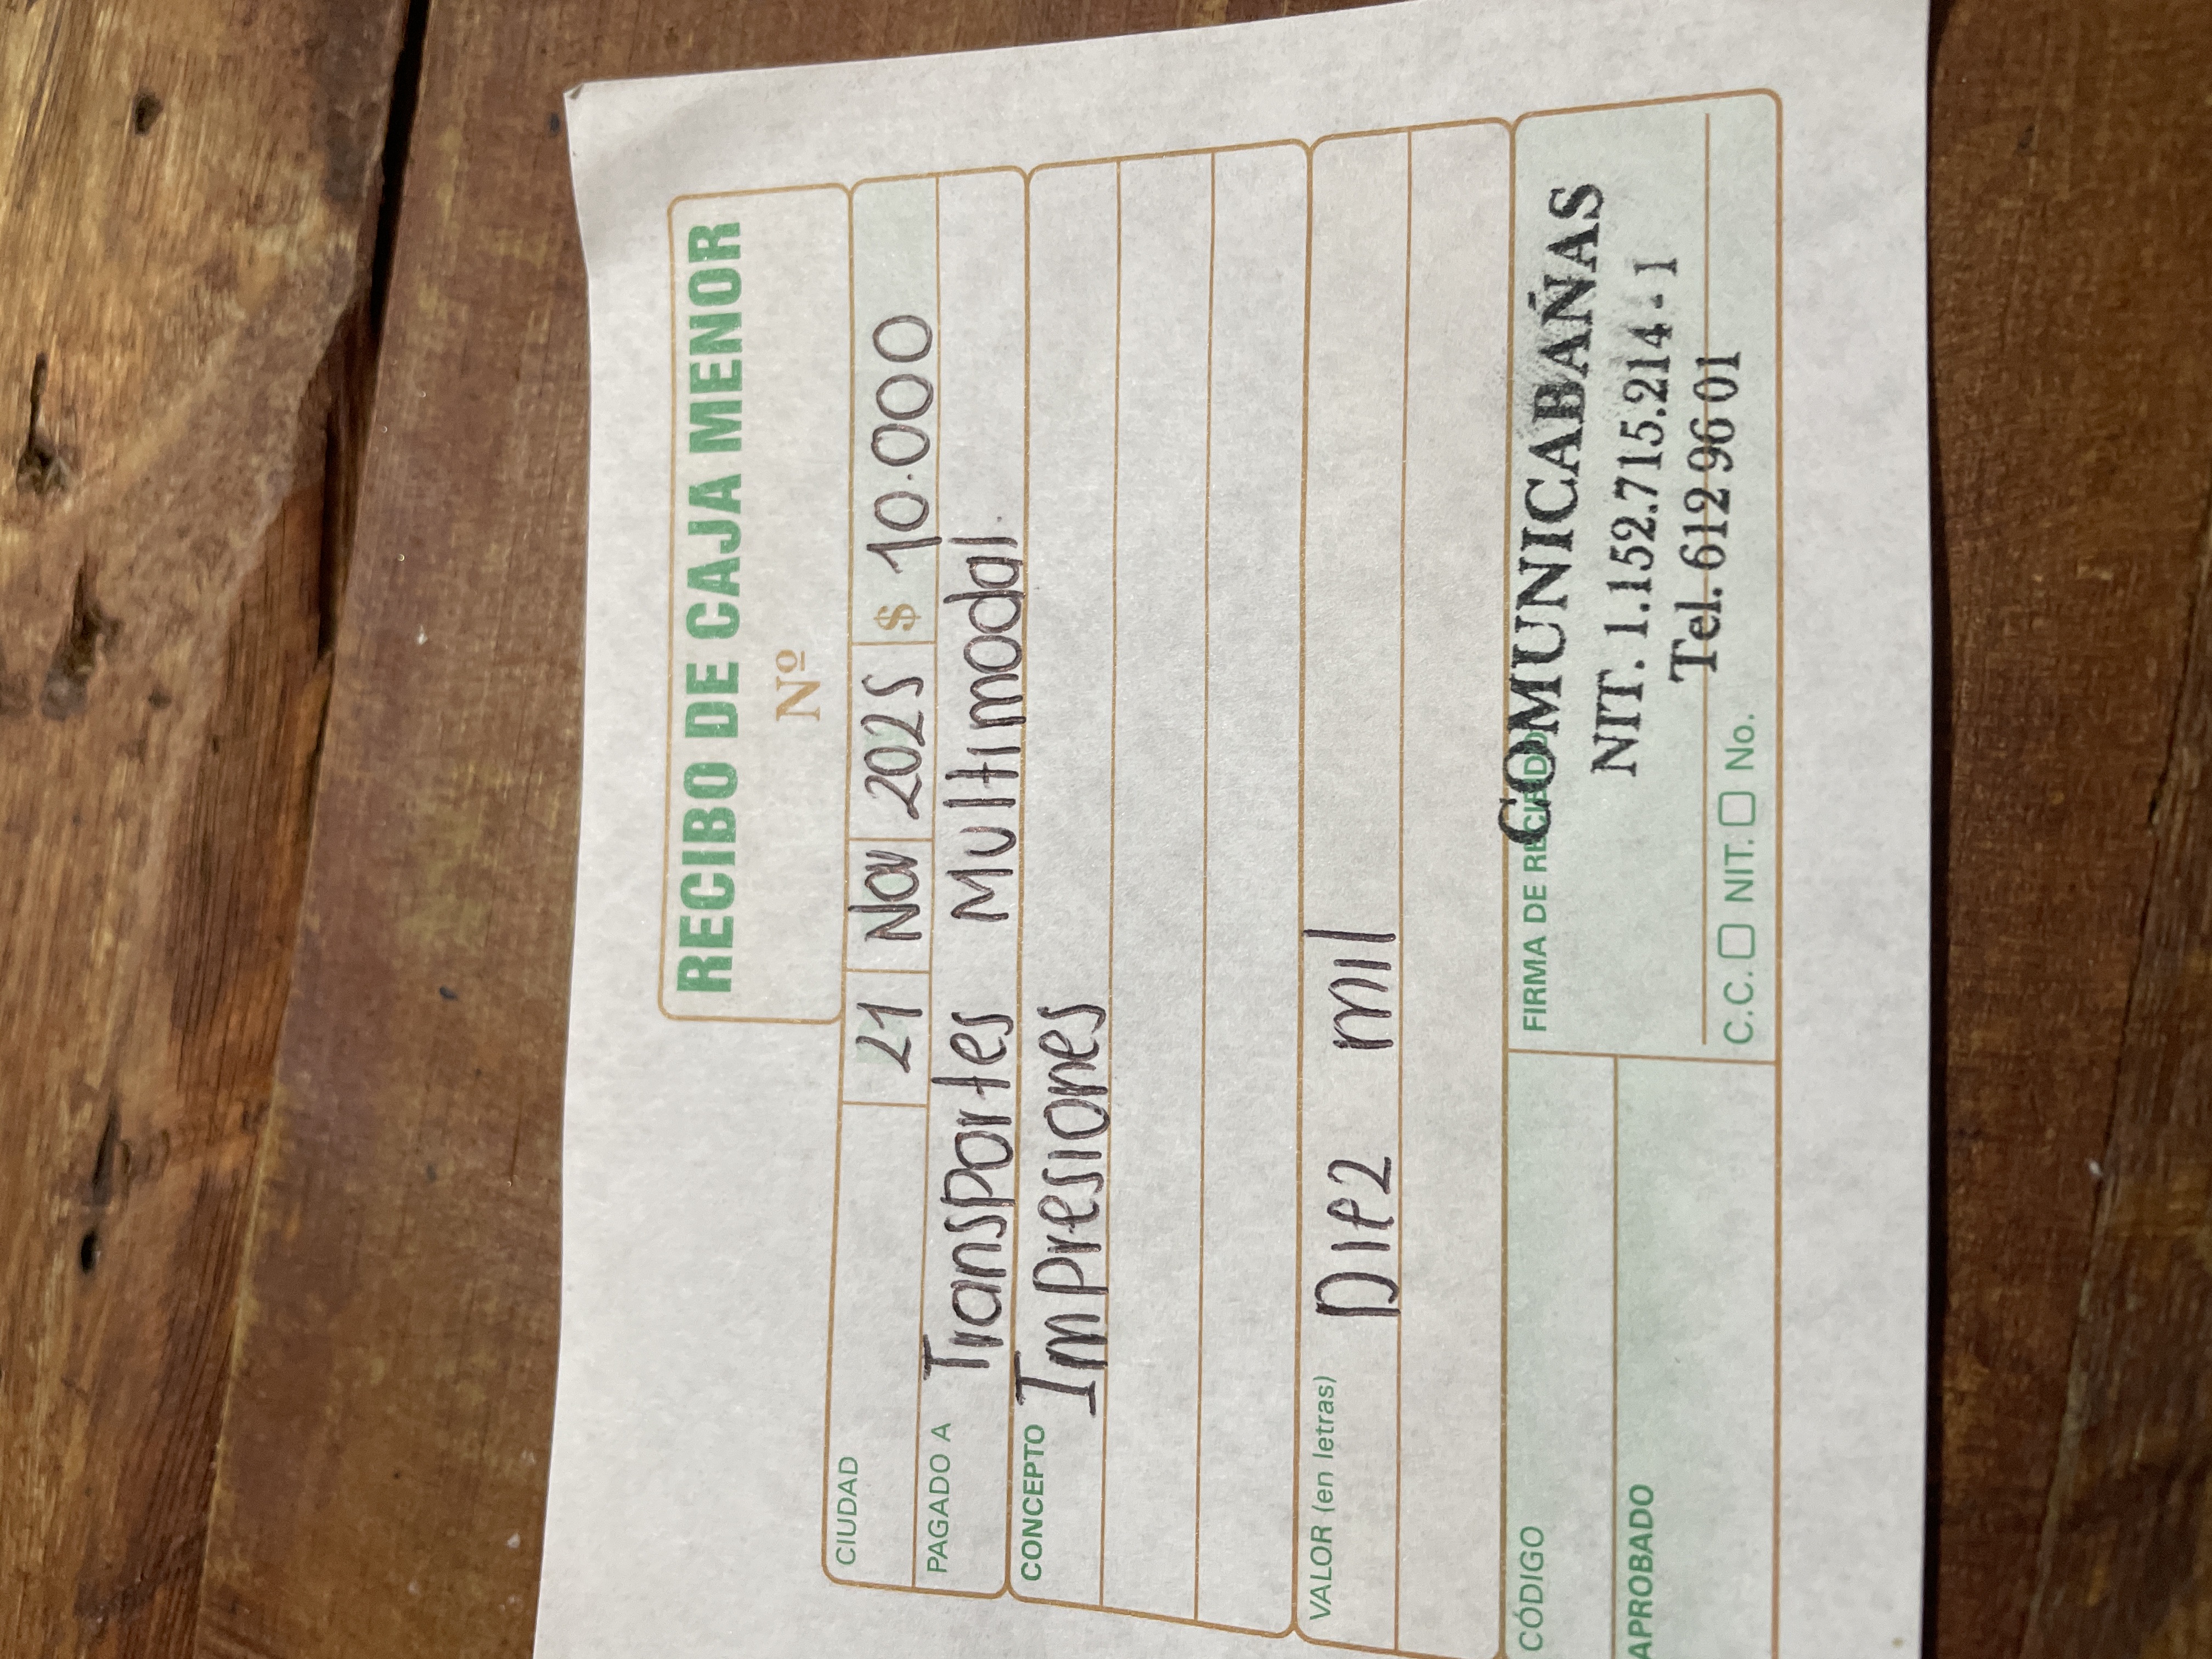 RECIBO DE CAJA MENOR
Nº
CIUDAD 21 Nov 2025 $ 10.000
PAGADO A Transportes Multimodal.
CONCEPTO Impresiones
VALOR (en letras) Diez mil
CÓDIGO
FIRMA DE RECIBIDO
COMUNICABAÑAS
NIT. 1.152.715.214-1
Tel. 612 96 01
APROBADO
C.C. NIT. No.